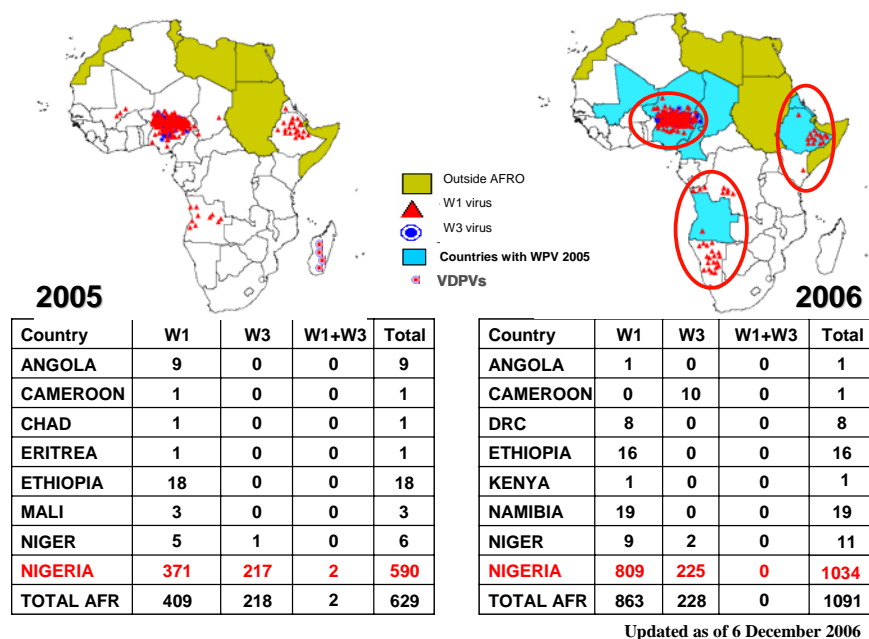 Outside AFRO
W1 virus
W3 virus
Countries with WPV 2005
VDPVs
2005
Country W1 W3 W1+W3 Total
ANGOLA 9 0 0 9
CAMEROON 1 0 0 1
CHAD 1 0 0 1
ERITREA 1 0 0 1
ETHIOPIA 18 0 0 18
MALI 3 0 0 3
NIGER 5 1 0 6
NIGERIA 371 217 2 590
TOTAL AFR 409 218 2 629
2006
Country W1 W3 W1+W3 Total
ANGOLA 1 0 0 1
CAMEROON 0 10 0 1
DRC 8 0 0 8
ETHIOPIA 16 0 0 16
KENYA 1 0 0 1
NAMIBIA 19 0 0 19
NIGER 9 2 0 11
NIGERIA 809 225 0 1034
TOTAL AFR 863 228 0 1091
Updated as of 6 December 2006